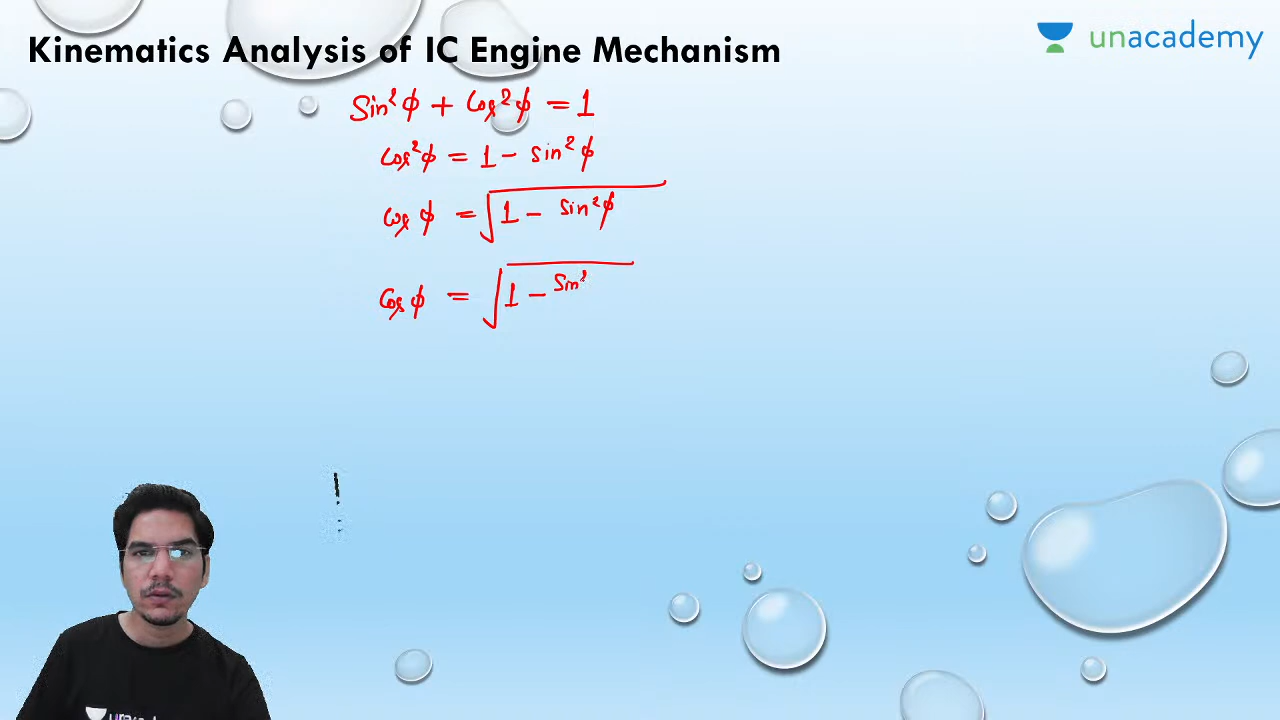 Kinematics Analysis of IC Engine Mechanism
unacademy
Sin²ϕ + Cos²ϕ = 1
Cos²ϕ = 1 - sin²ϕ
Cos ϕ = √1 - sin²ϕ
Cos ϕ = √1 - Sin²